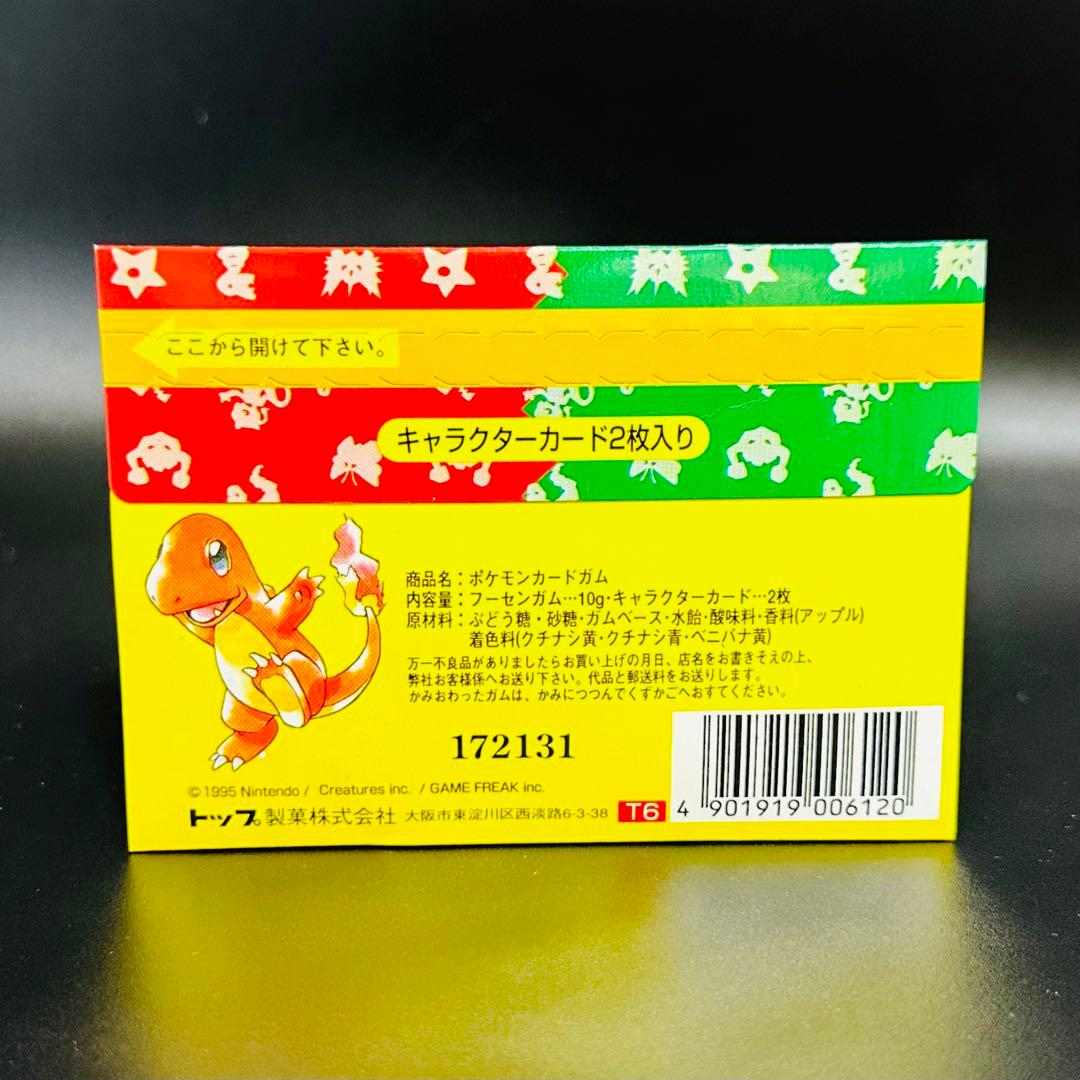 ここから開けて下さい。
キャラクターカード2枚入り
商品名：ポケモンカードガム
内容量：フーセンガム…10g・キャラクターカード…2枚
原材料：ぶどう糖・砂糖・ガムベース・水飴・酸味料・香料(アップル)
着色料(クチナシ黄・クチナシ青・ベニバナ黄)
万一不良品がありましたらお買い上げの月日、店名をお書きそえの上、
弊社お客様係へお送り下さい。代品と郵送料をお送りします。
かみおわったガムは、かみにつつんでくずかごへおすてください。
172131
©1995 Nintendo / Creatures inc. / GAME FREAK inc.
トップ製菓株式会社 大阪市東淀川区西淡路6-3-38 T6
4 901919 006120